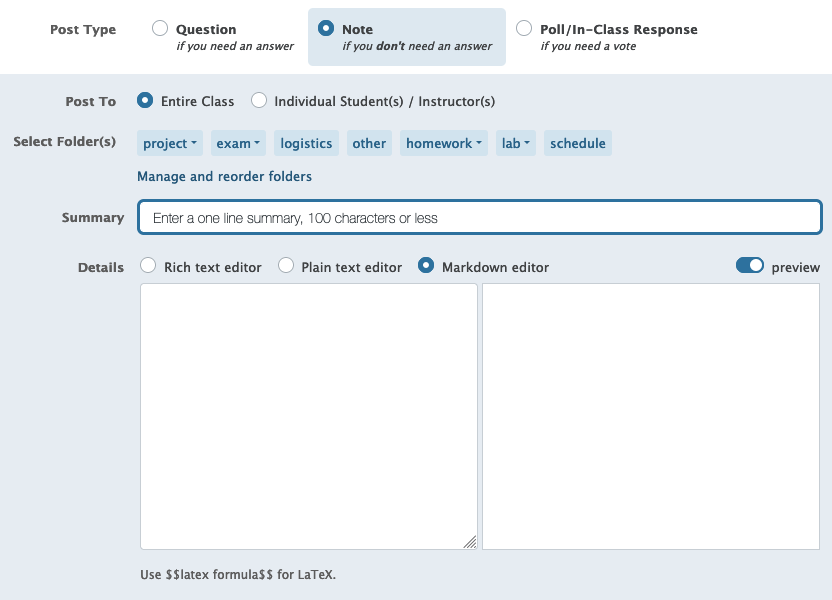 Post Type Question Note Poll/In-Class Response
if you need an answer if you don't need an answer if you need a vote
Post To Entire Class Individual Student(s) / Instructor(s)
Select Folder(s) project exam logistics other homework lab schedule
Manage and reorder folders
Summary Enter a one line summary, 100 characters or less
Details Rich text editor Plain text editor Markdown editor preview
Use $$latex formula$$ for LaTeX.